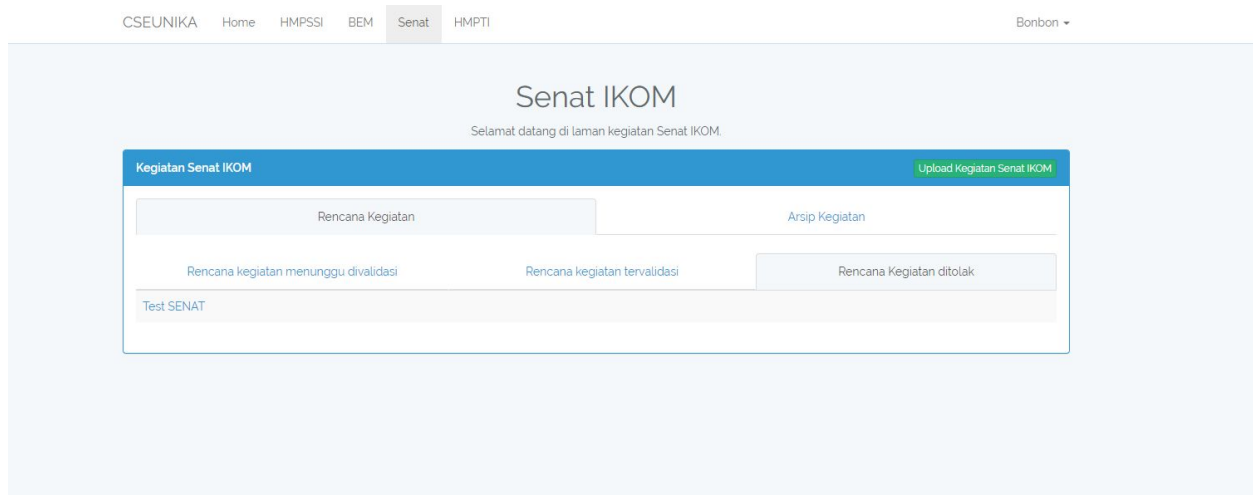 CSEUNIKA Home HMPSSI BEM Senat HMPTI Bonbon
Senat IKOM
Selamat datang di laman kegiatan Senat IKOM.
Kegiatan Senat IKOM Upload Kegiatan Senat IKOM
Rencana Kegiatan Arsip Kegiatan
Rencana kegiatan menunggu divalidasi Rencana kegiatan tervalidasi Rencana Kegiatan ditolak
Test SENAT